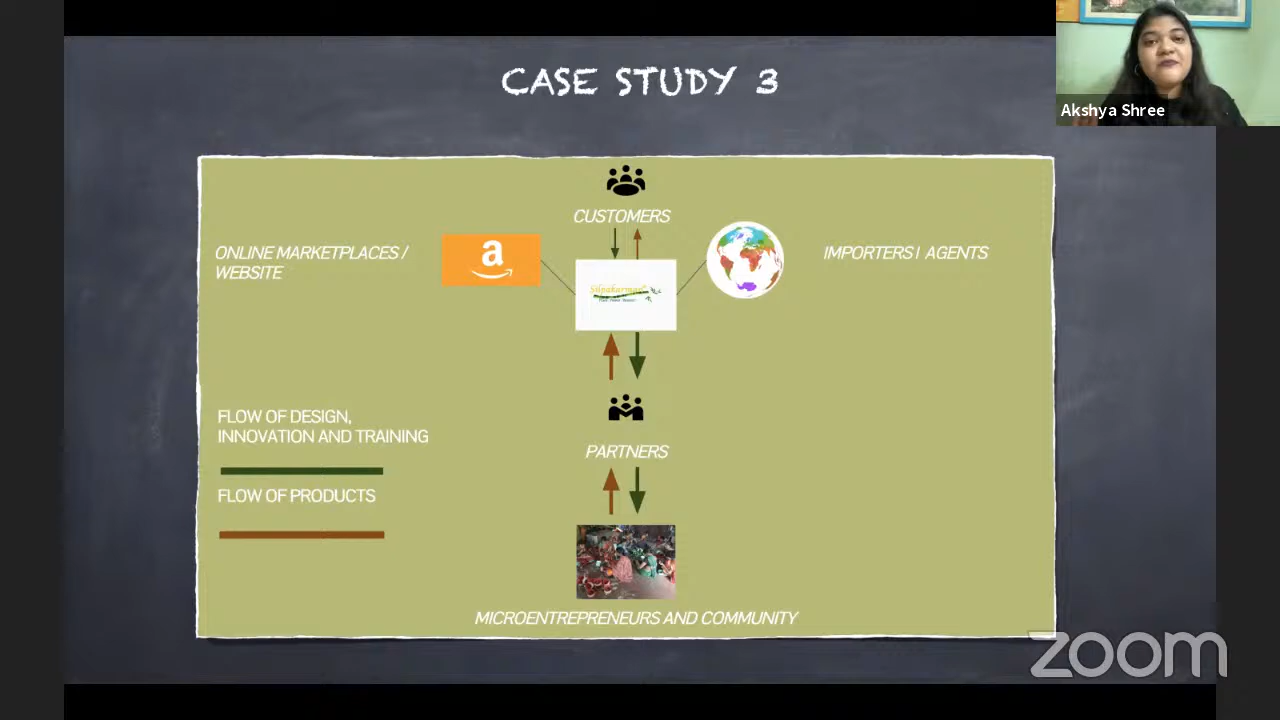 CASE STUDY 3
Akshya Shree
CUSTOMERS
ONLINE MARKETPLACES /
WEBSITE
a
IMPORTERS/ AGENTS
Silpakarman
FLOW OF DESIGN,
INNOVATION AND TRAINING
PARTNERS
FLOW OF PRODUCTS
MICROENTREPRENEURS AND COMMUNITY
zoom